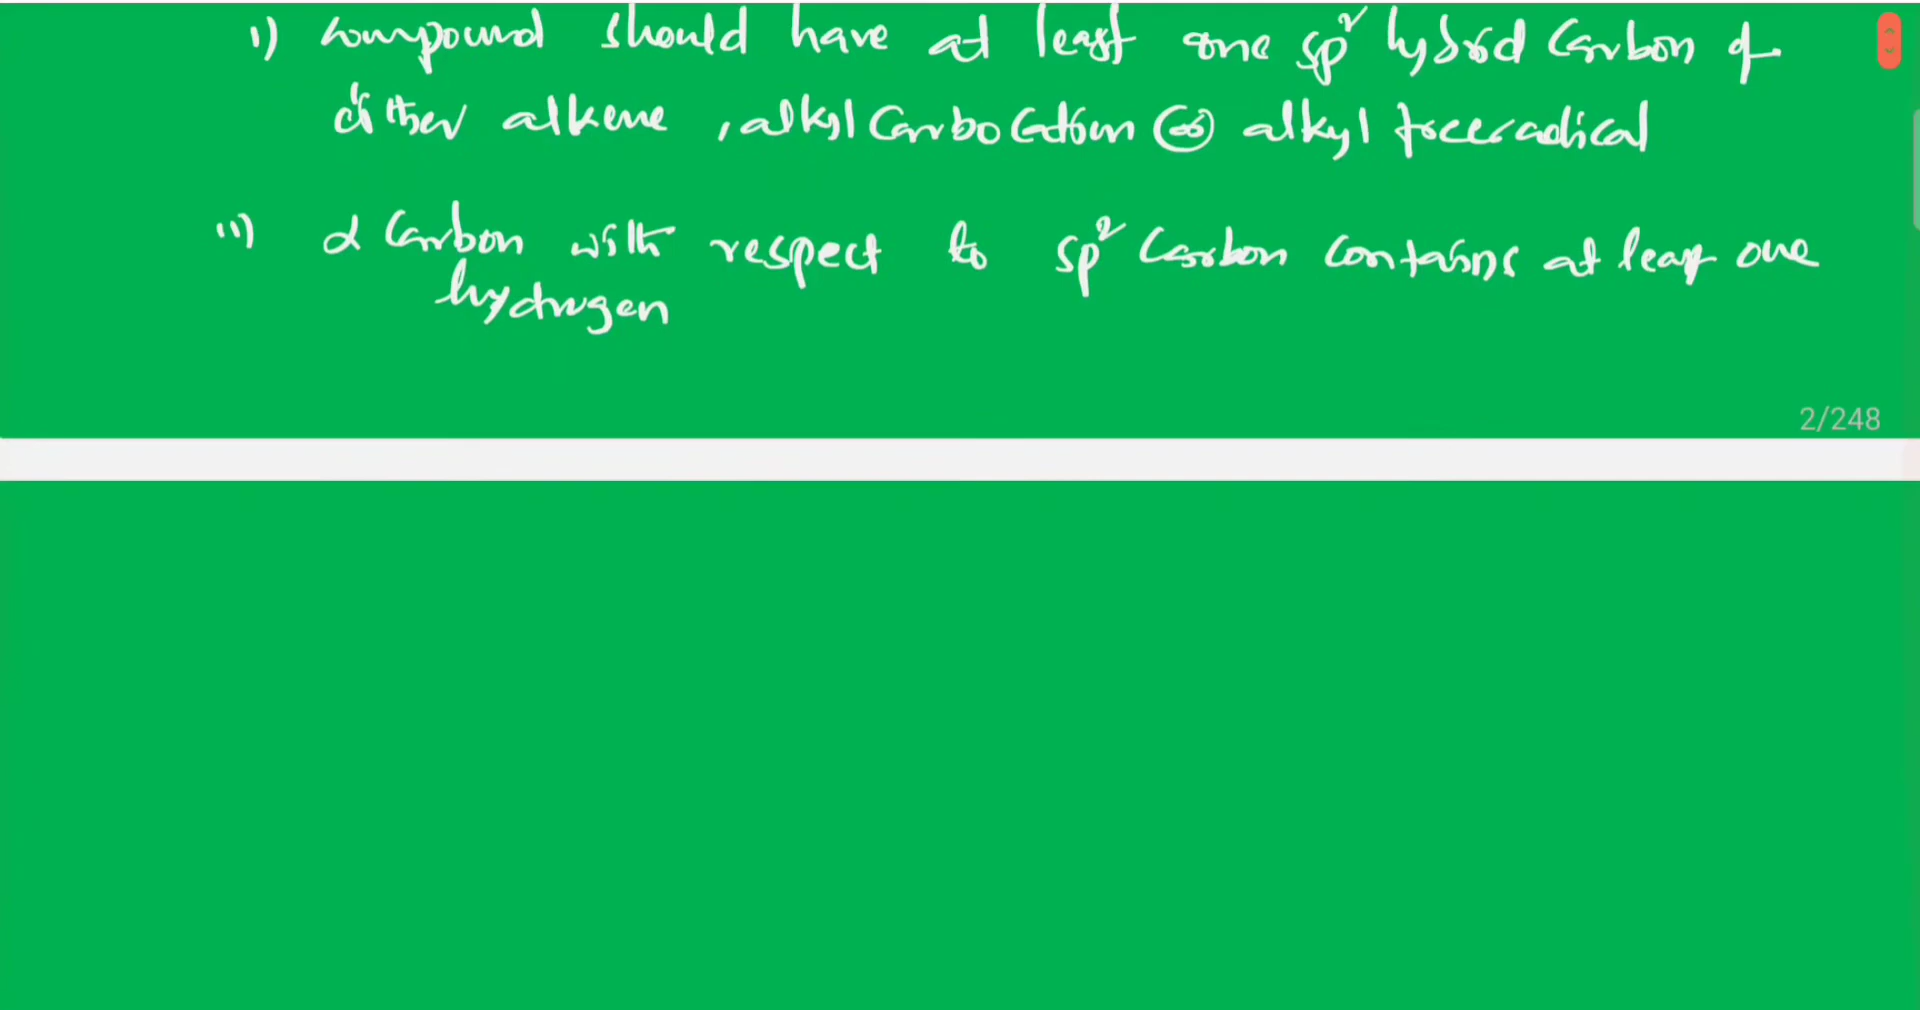 i) Compound should have at least one sp² hybrid Carbon of
either alkene, alkyl Carbocation (or) alkyl free radical
ii) α Carbon with respect to sp² Carbon contains at least one
hydrogen
2/248